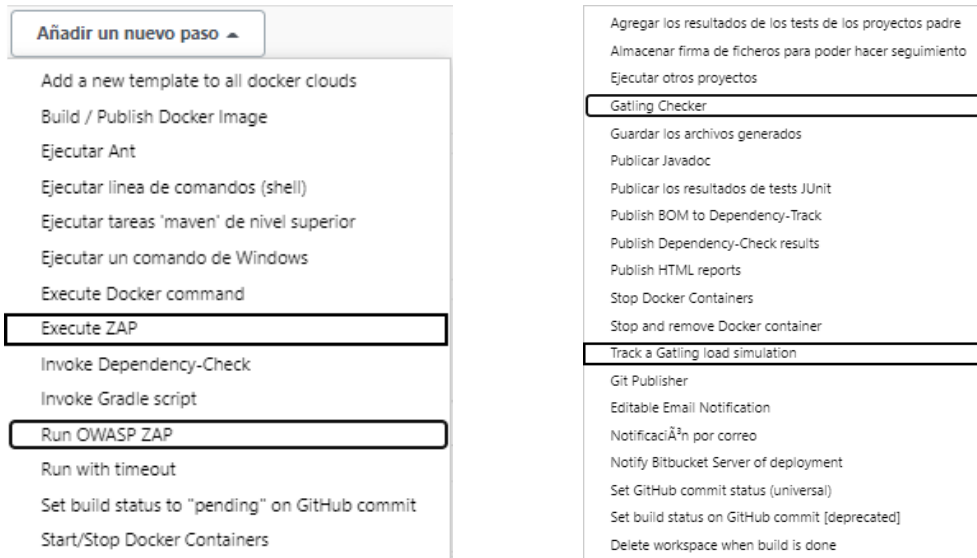 Añadir un nuevo paso
Add a new template to all docker clouds
Build / Publish Docker Image
Ejecutar Ant
Ejecutar linea de comandos (shell)
Ejecutar tareas 'maven' de nivel superior
Ejecutar un comando de Windows
Execute Docker command
Execute ZAP
Invoke Dependency-Check
Invoke Gradle script
Run OWASP ZAP
Run with timeout
Set build status to "pending" on GitHub commit
Start/Stop Docker Containers
Agregar los resultados de los tests de los proyectos padre
Almacenar firma de ficheros para poder hacer seguimiento
Ejecutar otros proyectos
Gatling Checker
Guardar los archivos generados
Publicar Javadoc
Publicar los resultados de tests JUnit
Publish BOM to Dependency-Track
Publish Dependency-Check results
Publish HTML reports
Stop Docker Containers
Stop and remove Docker container
Track a Gatling load simulation
Git Publisher
Editable Email Notification
NotificaciÃ³n por correo
Notify Bitbucket Server of deployment
Set GitHub commit status (universal)
Set build status on GitHub commit [deprecated]
Delete workspace when build is done